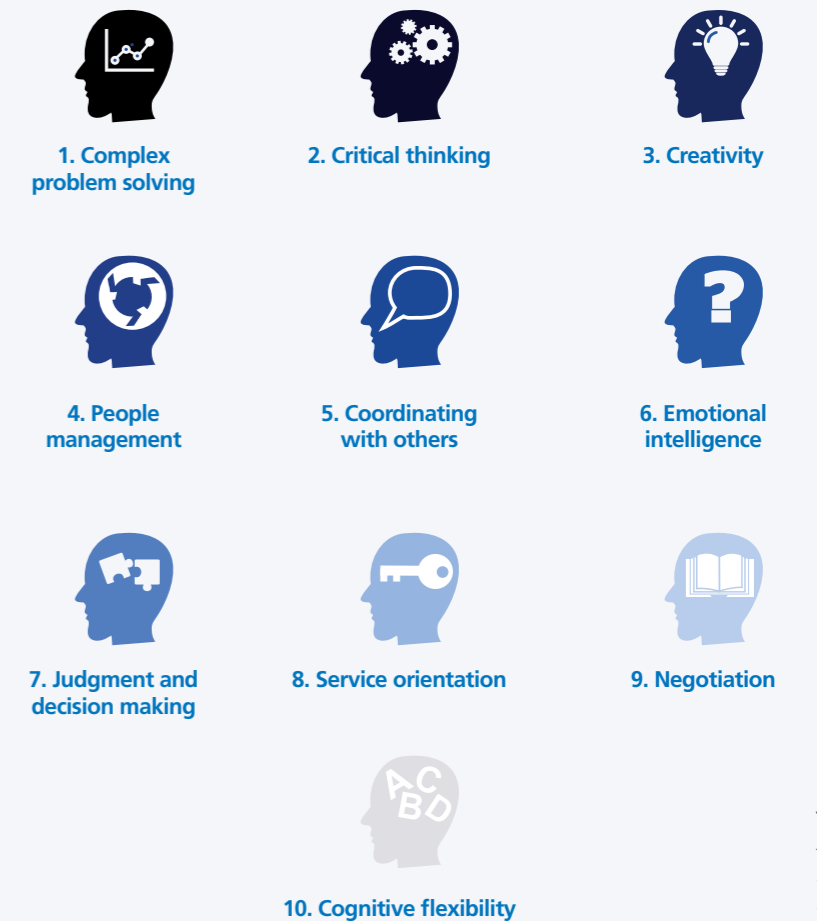 1. Complex
problem solving
2. Critical thinking
3. Creativity
4. People
management
5. Coordinating
with others
?
6. Emotional
intelligence
7. Judgment and
decision making
8. Service orientation
9. Negotiation
A C
B D
10. Cognitive flexibility